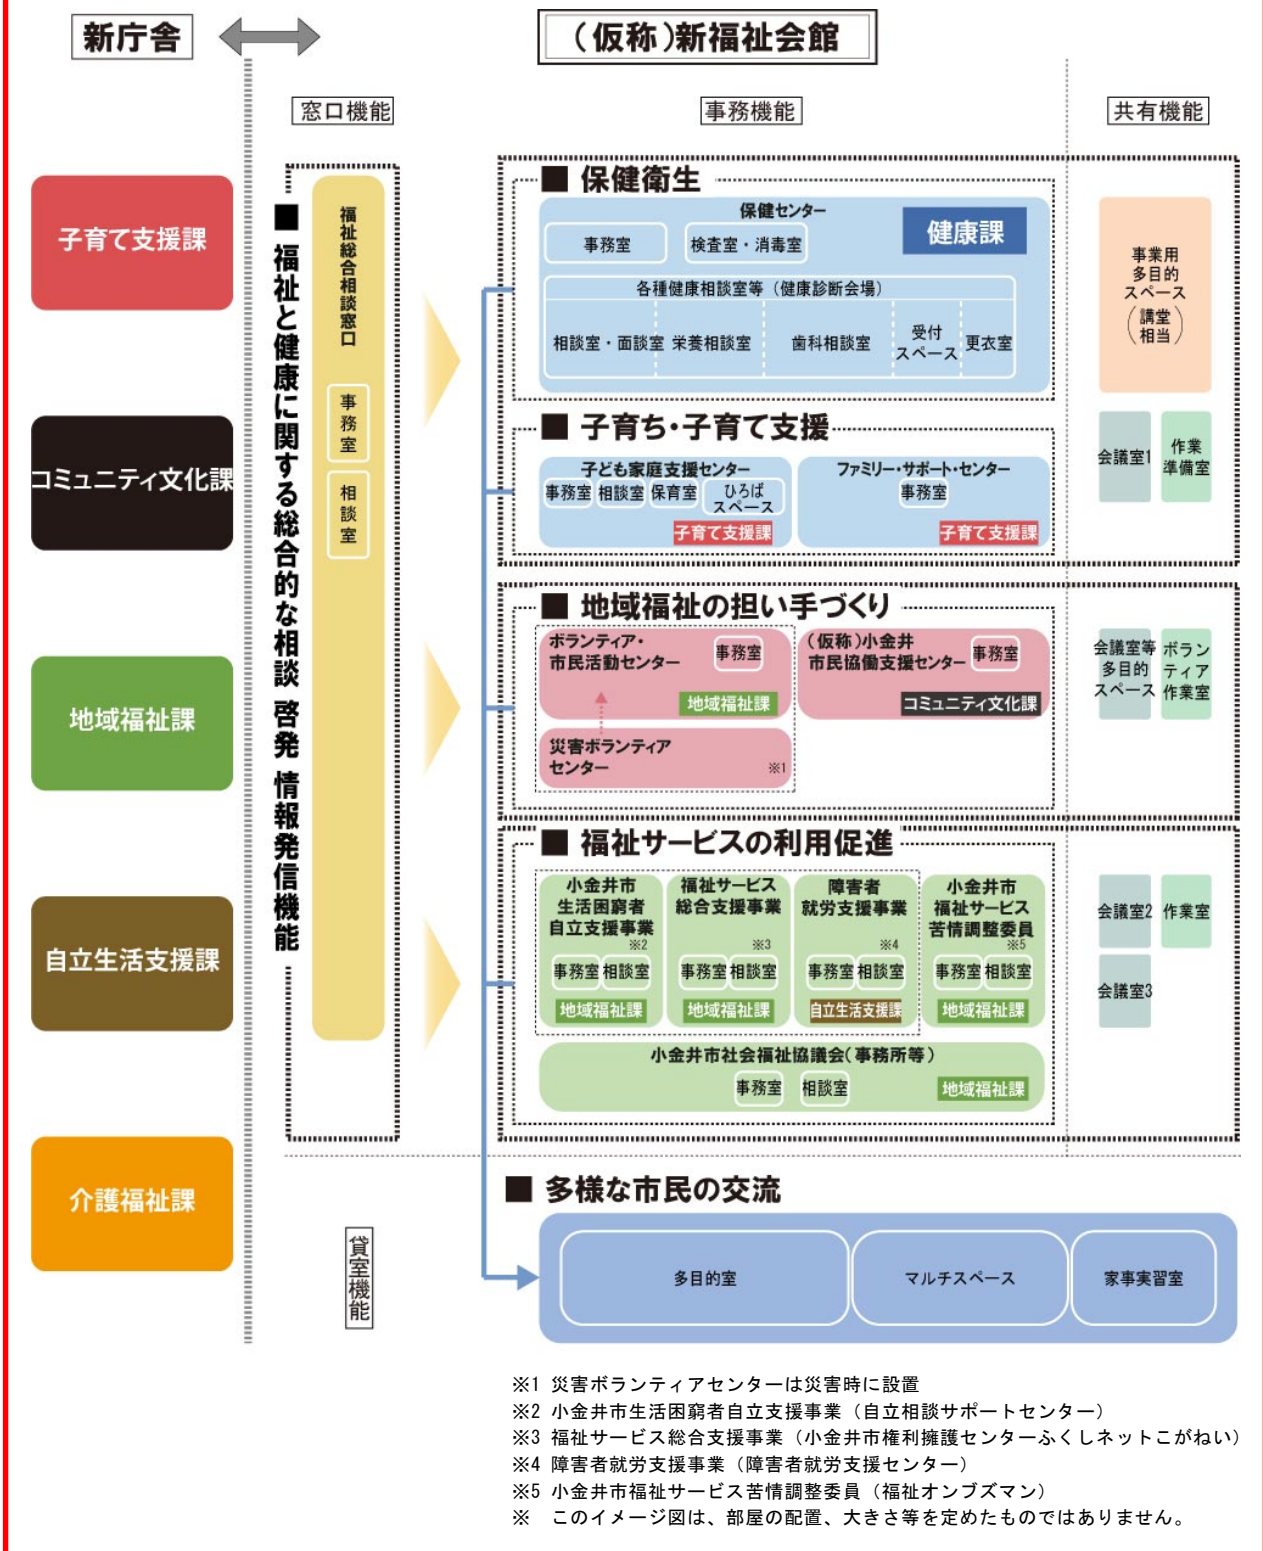 新庁舎
(仮称)新福祉会館
窓口機能
事務機能
共有機能
子育て支援課
コミュニティ文化課
地域福祉課
自立生活支援課
介護福祉課
■ 福祉と健康に関する総合的な相談 啓発 情報発信機能
福祉総合相談窓口
事務室
相談室
■ 保健衛生
保健センター
健康課
事務室
検査室・消毒室
各種健康相談室等(健康診断会場)
相談室・面談室
栄養相談室
歯科相談室
受付
スペース
更衣室
事業用
多目的
スペース
(講堂
相当)
■ 子育ち・子育て支援
子ども家庭支援センター
事務室
相談室
保育室
ひろば
スペース
子育て支援課
ファミリー・サポート・センター
事務室
子育て支援課
会議室1
作業
準備室
■ 地域福祉の担い手づくり
ボランティア・
市民活動センター
事務室
地域福祉課
災害ボランティア
センター
※1
(仮称)小金井
市民協働支援センター
事務室
コミュニティ文化課
会議室等
多目的
スペース
ボラン
ティア
作業室
■ 福祉サービスの利用促進
小金井市
生活困窮者
自立支援事業
※2
事務室
相談室
地域福祉課
福祉サービス
総合支援事業
※3
事務室
相談室
地域福祉課
障害者
就労支援事業
※4
事務室
相談室
自立生活支援課
小金井市
福祉サービス
苦情調整委員
※5
事務室
相談室
地域福祉課
小金井市社会福祉協議会(事務所等)
事務室
相談室
地域福祉課
会議室2
作業室
会議室3
■ 多様な市民の交流
貸室機能
多目的室
マルチスペース
家事実習室
※1 災害ボランティアセンターは災害時に設置
※2 小金井市生活困窮者自立支援事業(自立相談サポートセンター)
※3 福祉サービス総合支援事業(小金井市権利擁護センターふくしネットこがねい)
※4 障害者就労支援事業(障害者就労支援センター)
※5 小金井市福祉サービス苦情調整委員(福祉オンブズマン)
※ このイメージ図は、部屋の配置、大きさ等を定めたものではありません。